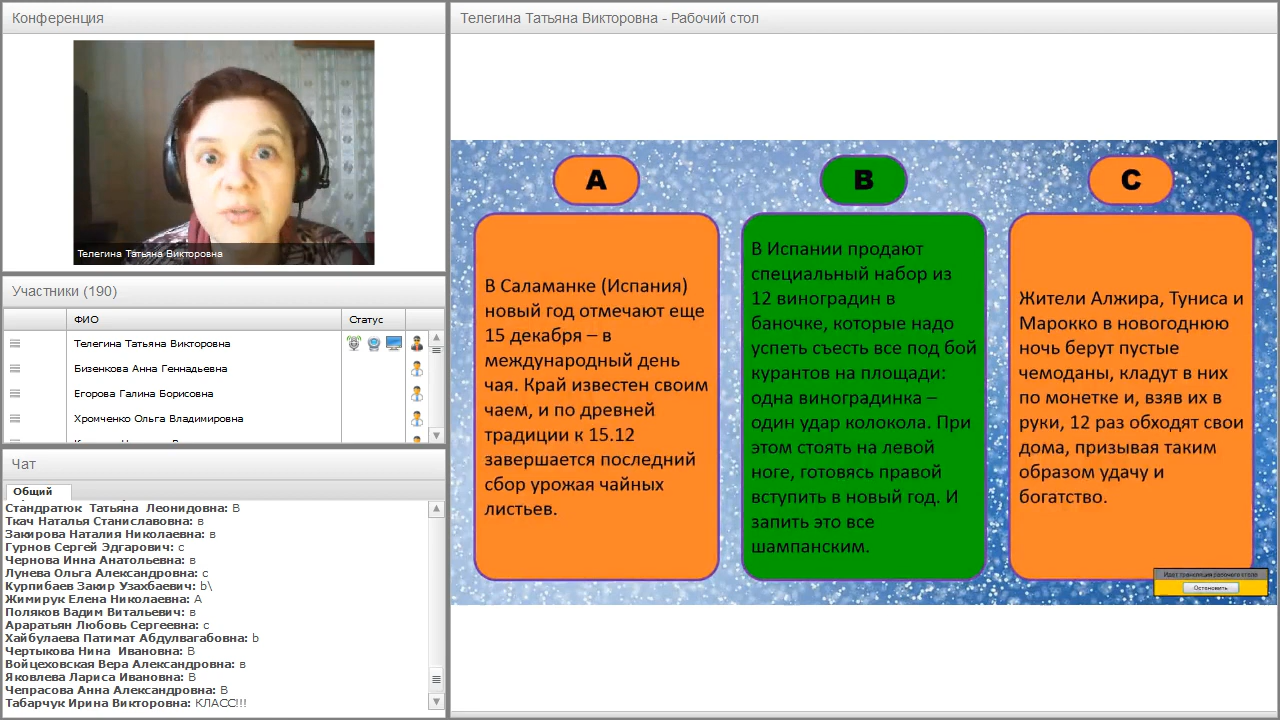 Конференция
Телегина Татьяна Викторовна
Участники (190)
ФИО
Статус
Телегина Татьяна Викторовна
Бизенкова Анна Геннадьевна
Егорова Галина Борисовна
Хромченко Ольга Владимировна
Чат
Общий
Стандратюк Татьяна Леонидовна: В
Ткач Наталья Станиславовна: в
Закирова Наталия Николаевна: в
Гурнов Сергей Эдгарович: с
Чернова Инна Анатольевна: в
Лунева Ольга Александровна: с
Курпибаев Закир Узахбаевич: b\
Жимирук Елена Николаевна: А
Поляков Вадим Витальевич: в
Араратьян Любовь Сергеевна: с
Хайбулаева Патимат Абдулвагабовна: b
Чертыкова Нина Ивановна: В
Войцеховская Вера Александровна: в
Яковлева Лариса Ивановна: В
Чепрасова Анна Александровна: В
Табарчук Ирина Викторовна: КЛАСС!!!
Телегина Татьяна Викторовна - Рабочий стол
A
В Саламанке (Испания)
новый год отмечают еще
15 декабря – в
международный день
чая. Край известен своим
чаем, и по древней
традиции к 15.12
завершается последний
сбор урожая чайных
листьев.
B
В Испании продают
специальный набор из
12 виноградин в
баночке, которые надо
успеть съесть все под бой
курантов на площади:
одна виноградинка –
один удар колокола. При
этом стоять на левой
ноге, готовясь правой
вступить в новый год. И
запить это все
шампанским.
C
Жители Алжира, Туниса и
Марокко в новогоднюю
ночь берут пустые
чемоданы, кладут в них
по монетке и, взяв их в
руки, 12 раз обходят свои
дома, призывая таким
образом удачу и
богатство.
Идет трансляция рабочего стола
Остановить